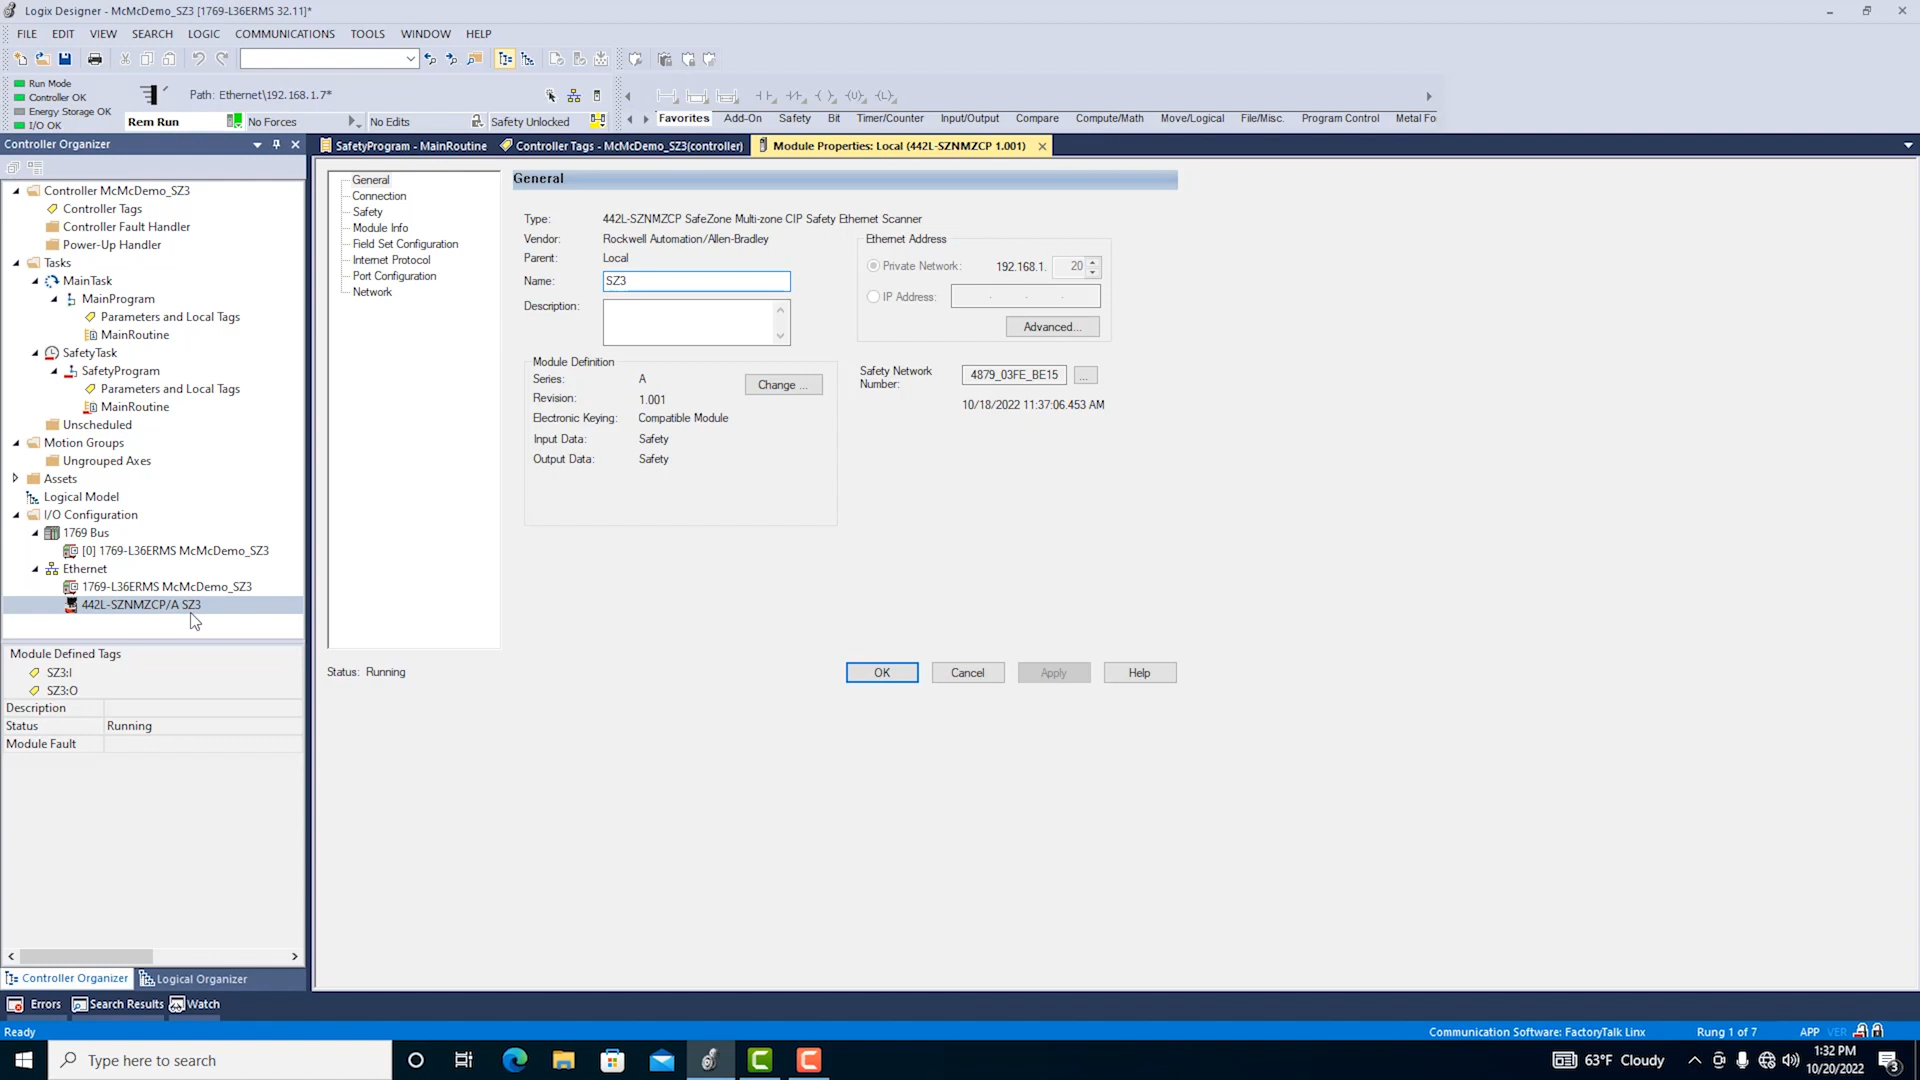 Logix Designer - McMcDemo_SZ3 [1769-L36ERMS 32.11]*
FILE EDIT VIEW SEARCH LOGIC COMMUNICATIONS TOOLS WINDOW HELP
Run Mode
Controller OK
Energy Storage OK
I/O OK
Path: Ethernet\192.168.1.7*
Rem Run No Forces No Edits Safety Unlocked
Favorites Add-On Safety Bit Timer/Counter Input/Output Compare Compute/Math Move/Logical File/Misc. Program Control Metal Fo
Controller Organizer
SafetyProgram - MainRoutine Controller Tags - McMcDemo_SZ3(controller) Module Properties: Local (442L-SZNMZCP 1.001)
Controller McMcDemo_SZ3
Controller Tags
Controller Fault Handler
Power-Up Handler
Tasks
MainTask
MainProgram
Parameters and Local Tags
MainRoutine
SafetyTask
SafetyProgram
Parameters and Local Tags
MainRoutine
Unscheduled
Motion Groups
Ungrouped Axes
Assets
Logical Model
I/O Configuration
1769 Bus
[0] 1769-L36ERMS McMcDemo_SZ3
Ethernet
1769-L36ERMS McMcDemo_SZ3
442L-SZNMZCP/A SZ3
Module Defined Tags
SZ3:I
SZ3:O
Description
Status Running
Module Fault
Controller Organizer Logical Organizer
General
Connection
Safety
Module Info
Field Set Configuration
Internet Protocol
Port Configuration
Network
General
Type: 442L-SZNMZCP SafeZone Multi-zone CIP Safety Ethernet Scanner
Vendor: Rockwell Automation/Allen-Bradley
Parent: Local
Name: SZ3
Description:
Module Definition
Series: A
Revision: 1.001
Electronic Keying: Compatible Module
Input Data: Safety
Output Data: Safety
Change ...
Ethernet Address
Private Network: 192.168.1. 20
IP Address:
Advanced...
Safety Network Number: 4879_03FE_BE15 ...
10/18/2022 11:37:06.453 AM
Status: Running
OK Cancel Apply Help
Errors Search Results Watch
Ready Communication Software: FactoryTalk Linx Rung 1 of 7 APP VER
Type here to search
63°F Cloudy
1:32 PM
10/20/2022
3